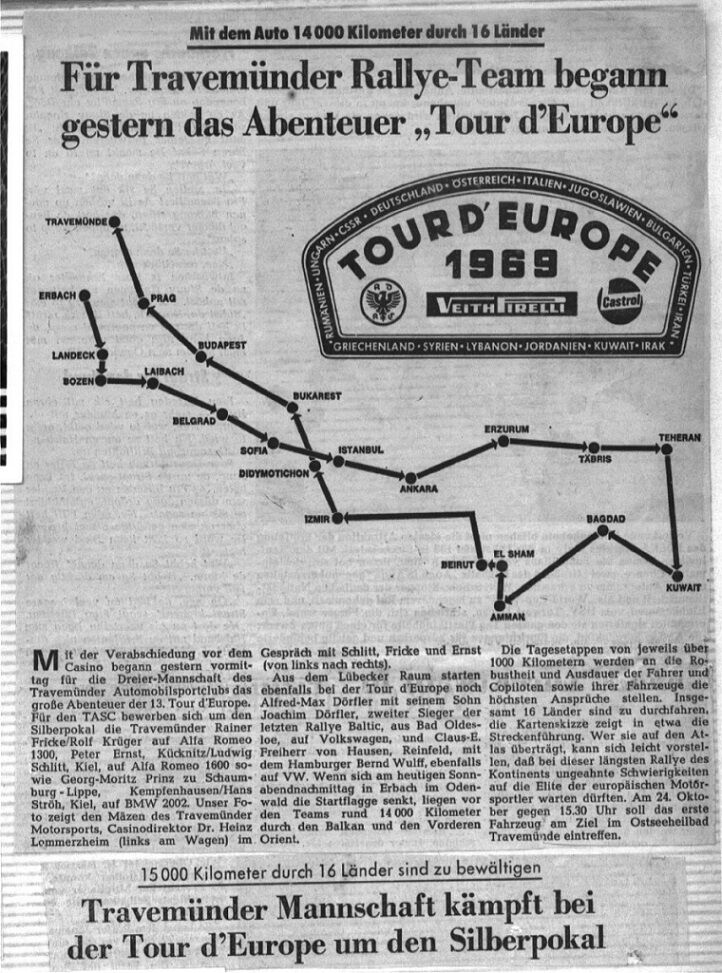 Mit dem Auto 14 000 Kilometer durch 16 Länder
Für Travemünder Rallye-Team begann
gestern das Abenteuer „Tour d'Europe“
RUMÄNIEN • UNGARN • CSSR • DEUTSCHLAND • ÖSTERREICH • ITALIEN • JUGOSLAWIEN • BULGARIEN • TÜRKEI • IRAN
TOUR D'EUROPE
1969
AD
AC
VEITH PIRELLI
Castrol
GRIECHENLAND • SYRIEN • LYBANON • JORDANIEN • KUWAIT • IRAK
TRAVEMÜNDE
ERBACH
PRAG
LANDECK
BUDAPEST
BOZEN
LAIBACH
BUKAREST
BELGRAD
SOFIA
ISTANBUL
ERZURUM
TEHERAN
DIDYMOTICHON
ANKARA
TÄBRIS
IZMIR
BAGDAD
BEIRUT
EL SHAM
KUWAIT
AMMAN
Mit der Verabschiedung vor dem
Casino begann gestern vormit-
tag für die Dreier-Mannschaft des
Travemünder Automobilsportclubs das
große Abenteuer der 13. Tour d'Europe.
Für den TASC bewerben sich um den
Silberpokal die Travemünder Rainer
Fricke/Rolf Krüger auf Alfa Romeo
1300, Peter Ernst, Kücknitz/Ludwig
Schlitt, Kiel, auf Alfa Romeo 1600 so-
wie Georg-Moritz Prinz zu Schaum-
burg-Lippe, Kempfenhausen/Hans
Ströh, Kiel, auf BMW 2002. Unser Fo-
to zeigt den Mäzen des Travemünder
Motorsports, Casinodirektor Dr. Heinz
Lommerzheim (links am Wagen) im
Gespräch mit Schlitt, Fricke und Ernst
(von links nach rechts).
Aus dem Lübecker Raum starten
ebenfalls bei der Tour d'Europe noch
Alfred-Max Dörfler mit seinem Sohn
Joachim Dörfler, zweiter Sieger der
letzten Rallye Baltic, aus Bad Oldes-
loe, auf Volkswagen, und Claus-E.
Freiherr von Hausen, Reinfeld, mit
dem Hamburger Bernd Wulff, ebenfalls
auf VW. Wenn sich am heutigen Sonn-
abendnachmittag in Erbach im Oden-
wald die Startflagge senkt, liegen vor
den Teams rund 14 000 Kilometer
durch den Balkan und den Vorderen
Orient.
Die Tagesetappen von jeweils über
1000 Kilometern werden an die Ro-
bustheit und Ausdauer der Fahrer und
Copiloten sowie ihrer Fahrzeuge die
höchsten Ansprüche stellen. Insge-
samt 16 Länder sind zu durchfahren,
die Kartenskizze zeigt in etwa die
Streckenführung. Wer sie auf den At-
las überträgt, kann sich leicht vorstel-
len, daß bei dieser längsten Rallye des
Kontinents ungeahnte Schwierigkeiten
auf die Elite der europäischen Motor-
sportler warten dürften. Am 24. Okto-
ber gegen 15.30 Uhr soll das erste
Fahrzeug am Ziel im Ostseeheilbad
Travemünde eintreffen.
15 000 Kilometer durch 16 Länder sind zu bewältigen
Travemünder Mannschaft kämpft bei
der Tour d'Europe um den Silberpokal